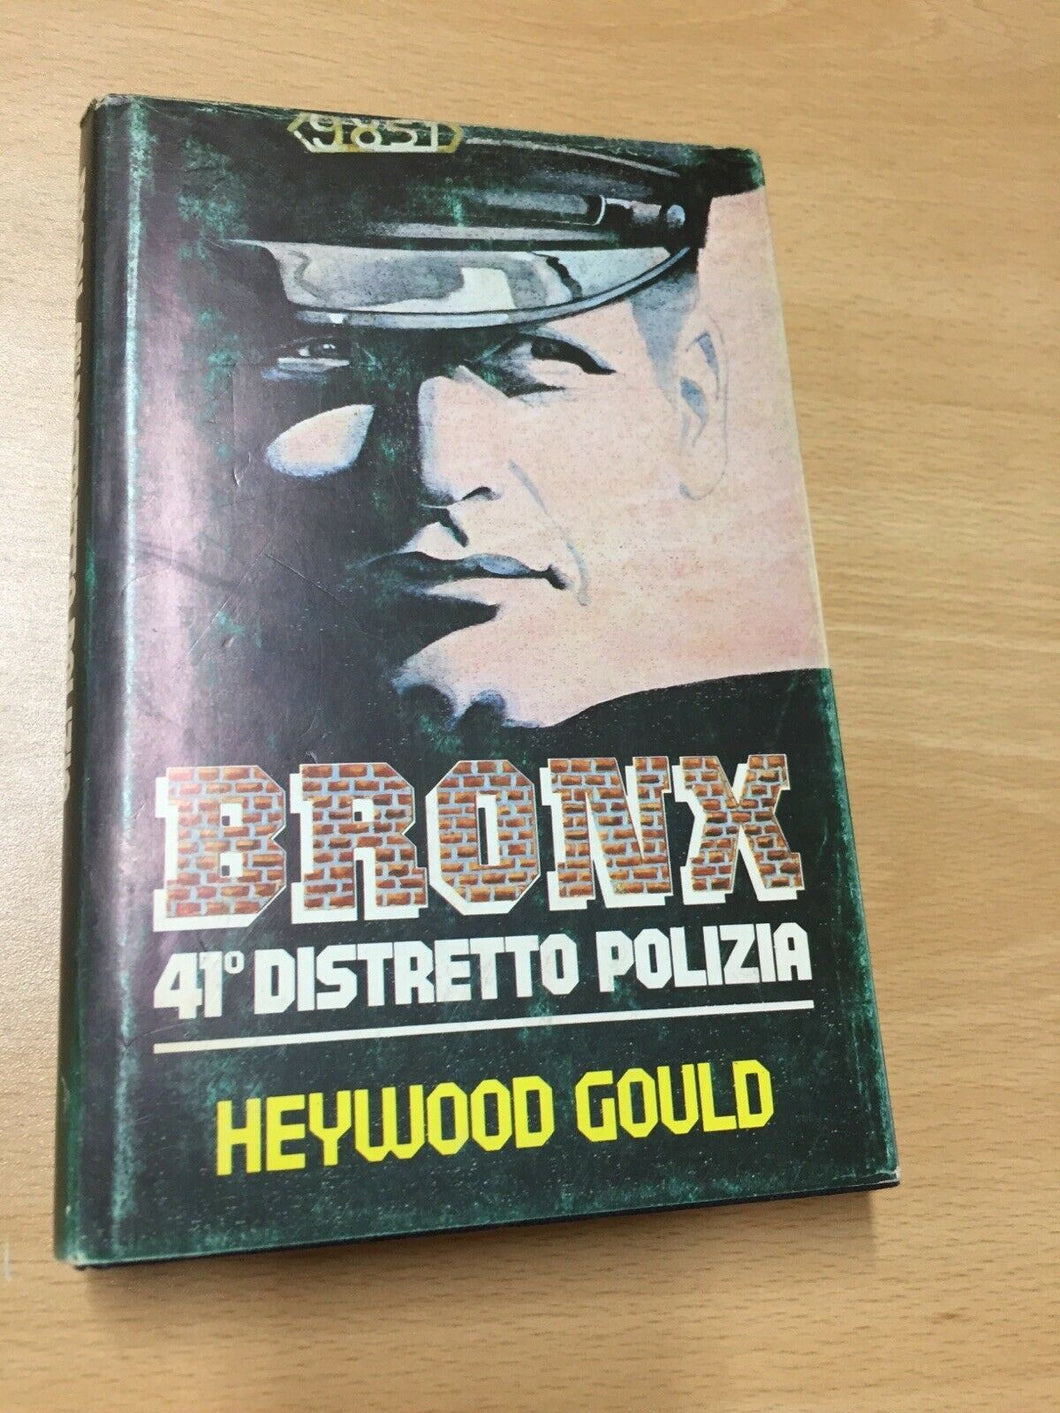 9851
BRONX
41° DISTRETTO POLIZIA
HEYWOOD GOULD